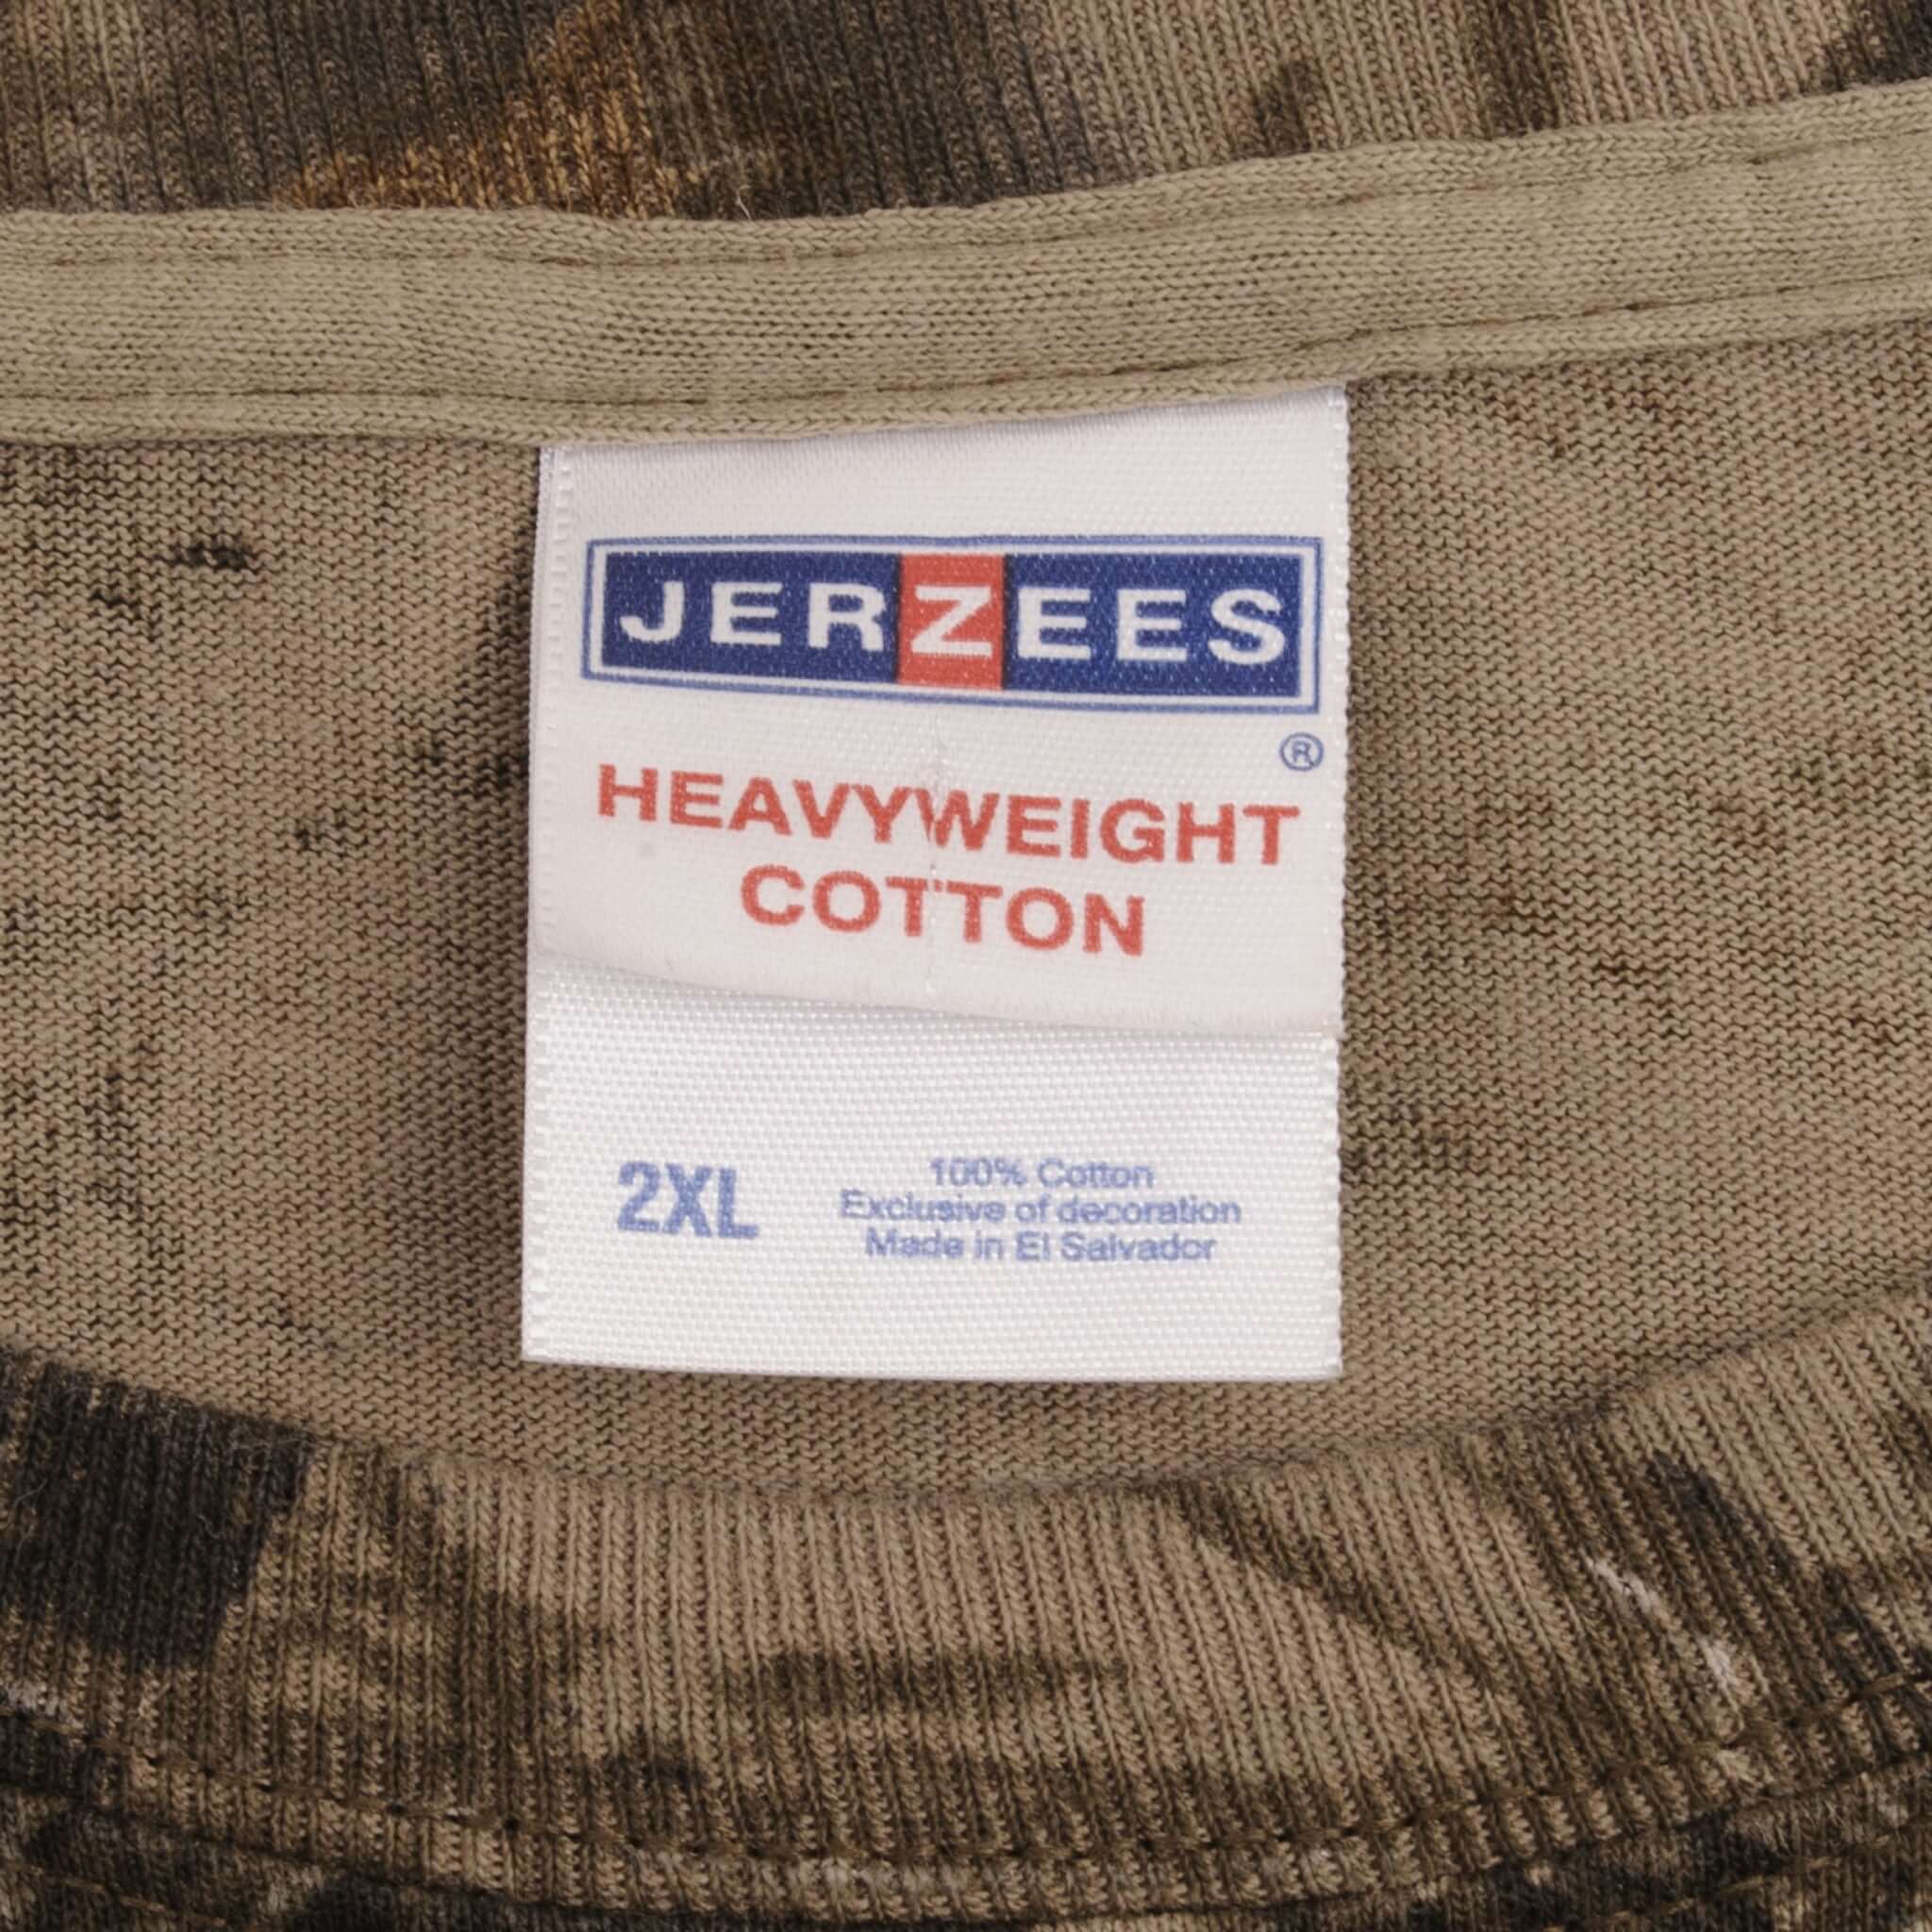 JERZEES
®
HEAVYWEIGHT
COTTON
2XL
100% Cotton
Exclusive of decoration
Made in El Salvador